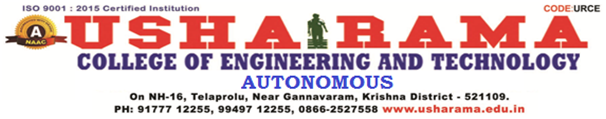 ISO 9001 : 2015 Certified Institution
CODE:URCE
A
NAAC
USHA RAMA
COLLEGE OF ENGINEERING AND TECHNOLOGY
AUTONOMOUS
On NH-16, Telaprolu, Near Gannavaram, Krishna District - 521109.
PH: 91777 12255, 99497 12255, 0866-2527558 www.usharama.edu.in